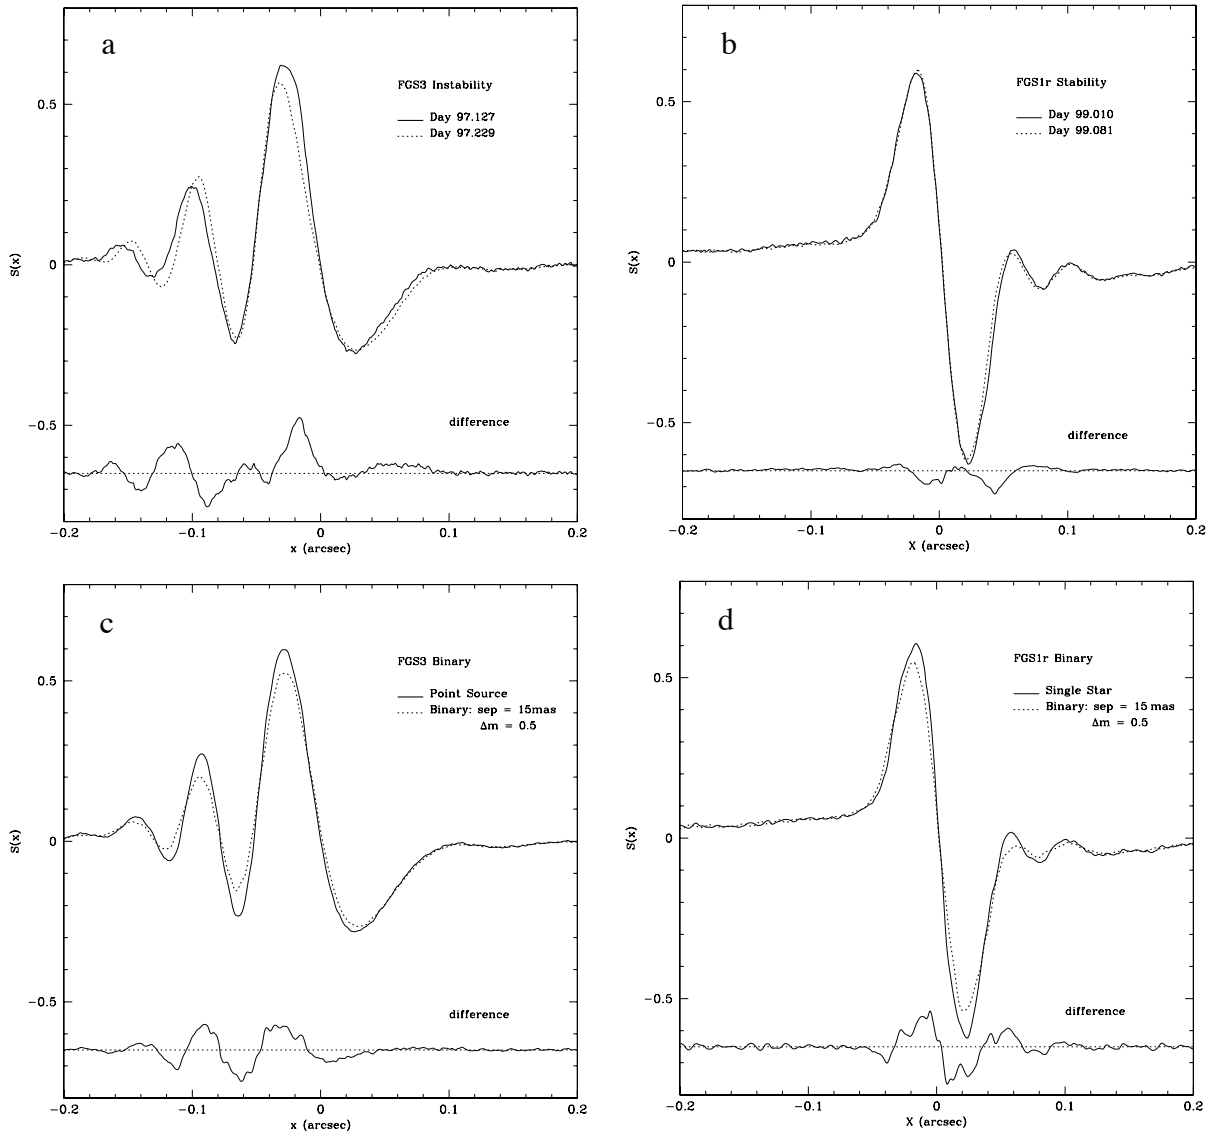 a
FGS3 Instability
Day 97.127
Day 97.229
0.5
0
-0.5
S(x)
difference
-0.2
-0.1
0
0.1
0.2
x (arcsec)
b
FGS1r Stability
Day 99.010
Day 99.081
0.5
0
-0.5
S(x)
difference
-0.2
-0.1
0
0.1
0.2
X (arcsec)
c
FGS3 Binary
Point Source
Binary: sep = 15mas
Δm = 0.5
0.5
0
-0.5
S(x)
difference
-0.2
-0.1
0
0.1
0.2
x (arcsec)
d
FGS1r Binary
Single Star
Binary: sep = 15 mas
Δm = 0.5
0.5
0
-0.5
S(x)
difference
-0.2
-0.1
0
0.1
0.2
X (arcsec)